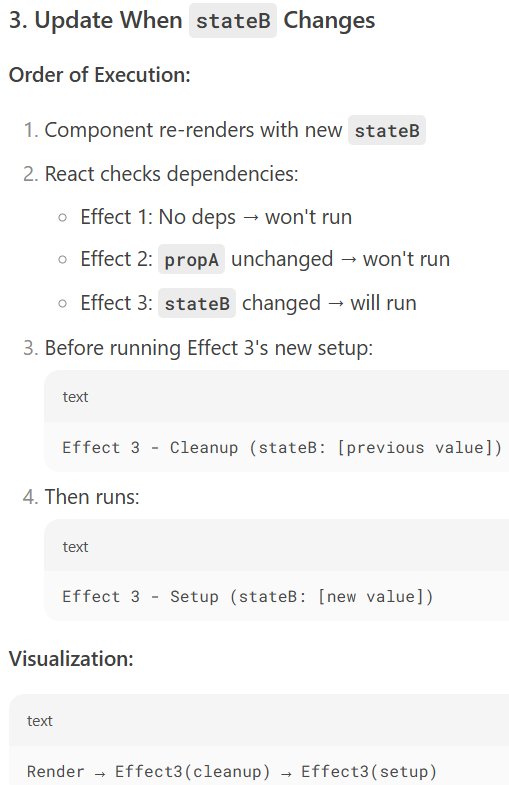 3. Update When stateB Changes
Order of Execution:
1. Component re-renders with new stateB
2. React checks dependencies:
◦ Effect 1: No deps → won't run
◦ Effect 2: propA unchanged → won't run
◦ Effect 3: stateB changed → will run
3. Before running Effect 3's new setup:
text
Effect 3 - Cleanup (stateB: [previous value])
4. Then runs:
text
Effect 3 - Setup (stateB: [new value])
Visualization:
text
Render → Effect3(cleanup) → Effect3(setup)